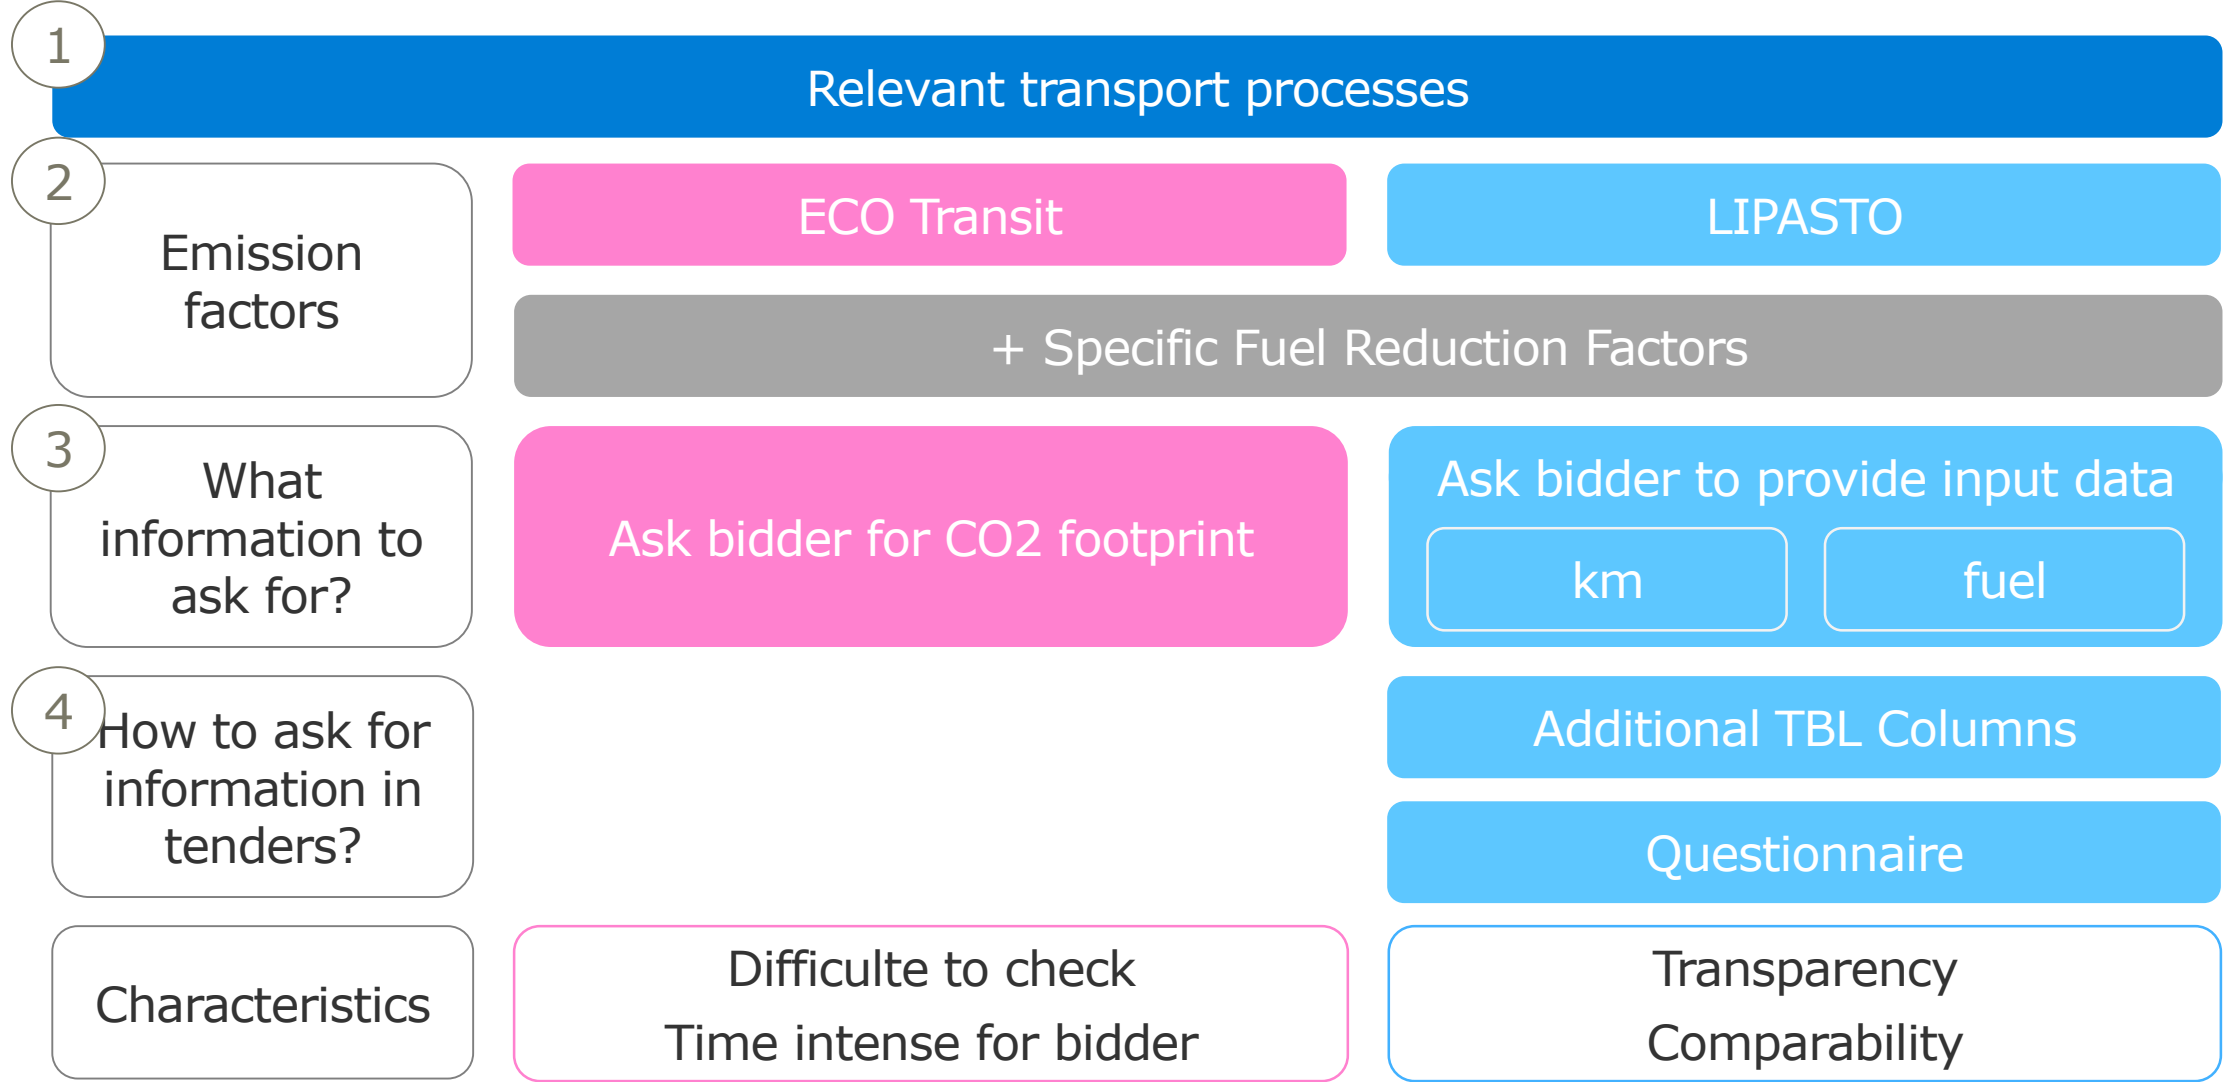 1
Relevant transport processes
2
Emission
factors
ECO Transit
LIPASTO
+ Specific Fuel Reduction Factors
3
What
information to
ask for?
Ask bidder for CO2 footprint
Ask bidder to provide input data
km
fuel
4
How to ask for
information in
tenders?
Additional TBL Columns
Questionnaire
Characteristics
Difficulte to check
Time intense for bidder
Transparency
Comparability